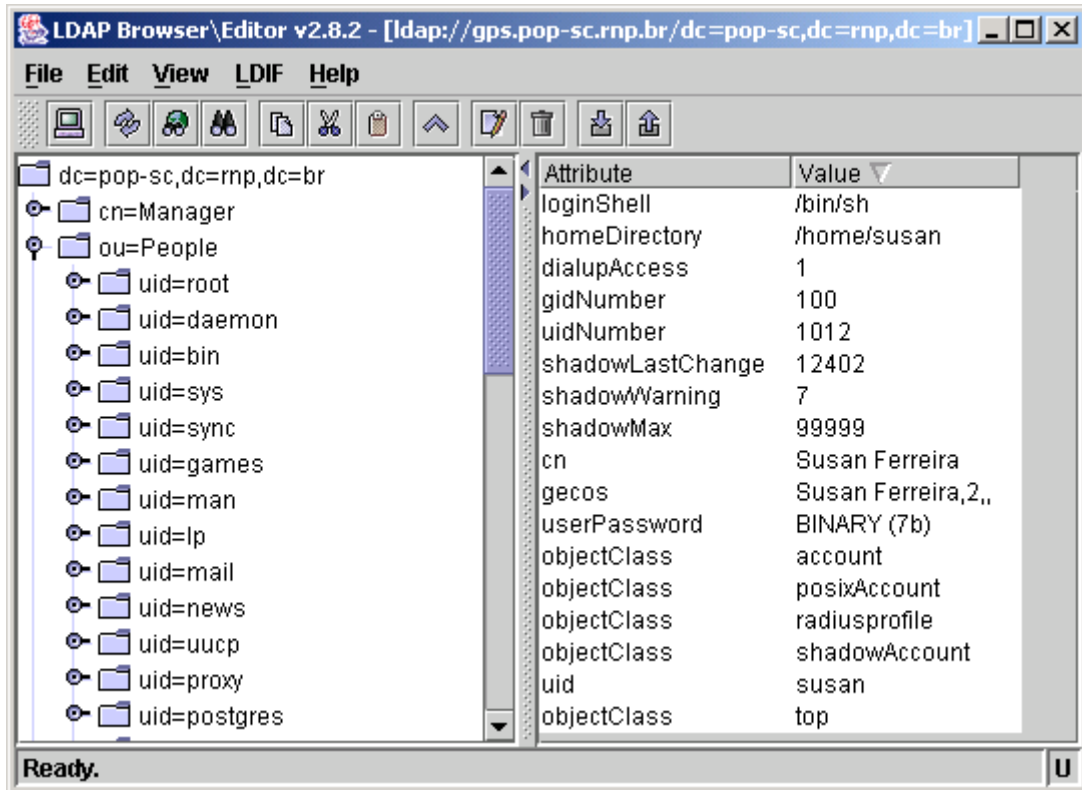 LDAP Browser\Editor v2.8.2 - [ldap://gps.pop-sc.rnp.br/dc=pop-sc,dc=rnp,dc=br]
File Edit View LDIF Help
dc=pop-sc,dc=rnp,dc=br
cn=Manager
ou=People
uid=root
uid=daemon
uid=bin
uid=sys
uid=sync
uid=games
uid=man
uid=lp
uid=mail
uid=news
uid=uucp
uid=proxy
uid=postgres
Attribute Value
loginShell /bin/sh
homeDirectory /home/susan
dialupAccess 1
gidNumber 100
uidNumber 1012
shadowLastChange 12402
shadowWarning 7
shadowMax 99999
cn Susan Ferreira
gecos Susan Ferreira,2,,
userPassword BINARY (7b)
objectClass account
objectClass posixAccount
objectClass radiusprofile
objectClass shadowAccount
uid susan
objectClass top
Ready. U